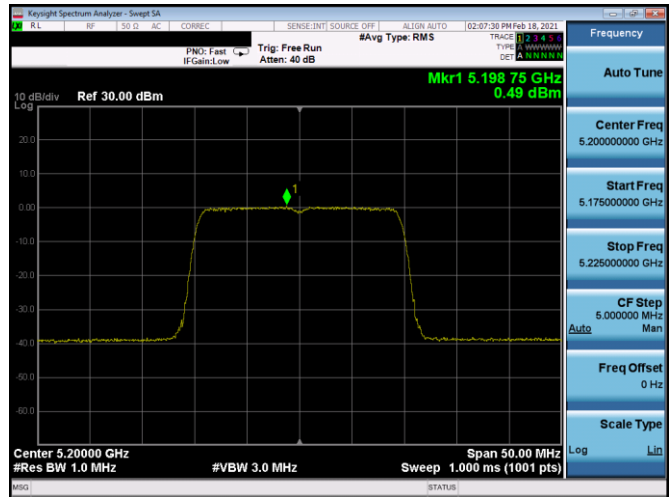 Keysight Spectrum Analyzer - Swept SA
RL RF 50 Ω AC CORREC SENSE:INT SOURCE OFF ALIGN AUTO 02:07:30 PM Feb 18, 2021
#Avg Type: RMS
TRACE 1 2 3 4 5 6
TYPE A WWWWW
DET A N N N N N
PNO: Fast
IFGain:Low
Trig: Free Run
Atten: 40 dB
Mkr1 5.198 75 GHz
0.49 dBm
10 dB/div
Log
Ref 30.00 dBm
20.0
10.0
0.00
-10.0
-20.0
-30.0
-40.0
-50.0
-60.0
1
Center 5.20000 GHz
#Res BW 1.0 MHz
#VBW 3.0 MHz
Span 50.00 MHz
Sweep 1.000 ms (1001 pts)
MSG
STATUS
Frequency
Auto Tune
Center Freq
5.200000000 GHz
Start Freq
5.175000000 GHz
Stop Freq
5.225000000 GHz
CF Step
5.000000 MHz
Auto Man
Freq Offset
0 Hz
Scale Type
Log Lin